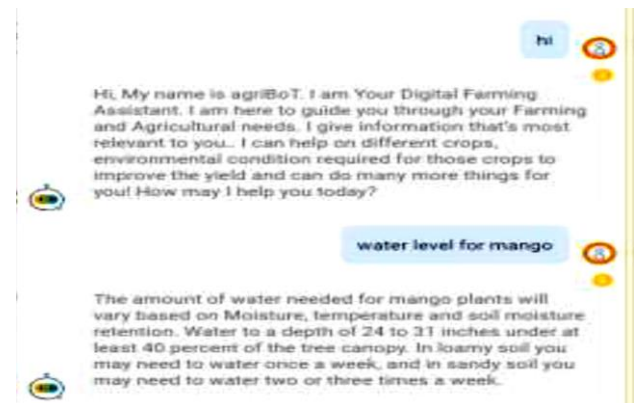 hi
Hi, My name is agriBoT. I am Your Digital Farming
Assistant. I am here to guide you through your Farming
and Agricultural needs. I give information that's most
relevant to you.. I can help on different crops,
environmental condition required for those crops to
improve the yield and can do many more things for
you! How may I help you today?
water level for mango
The amount of water needed for mango plants will
vary based on Moisture, temperature and soil moisture
retention. Water to a depth of 24 to 31 inches under at
least 40 percent of the tree canopy. In loamy soil you
may need to water once a week, and in sandy soil you
may need to water two or three times a week.